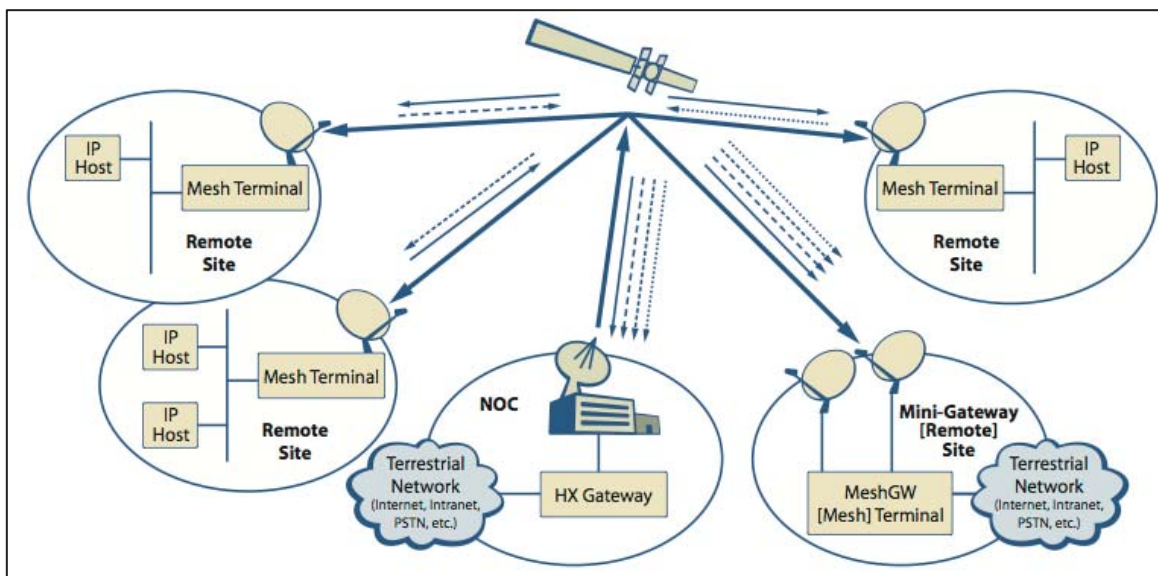 IP
Host
Mesh Terminal
Remote
Site
IP
Host
IP
Host
Mesh Terminal
Remote
Site
NOC
Terrestrial
Network
(Internet, Intranet,
PSTN, etc.)
HX Gateway
Mini-Gateway
[Remote]
Site
MeshGW
[Mesh] Terminal
Terrestrial
Network
(Internet, Intranet,
PSTN, etc.)
Mesh Terminal
IP
Host
Remote
Site